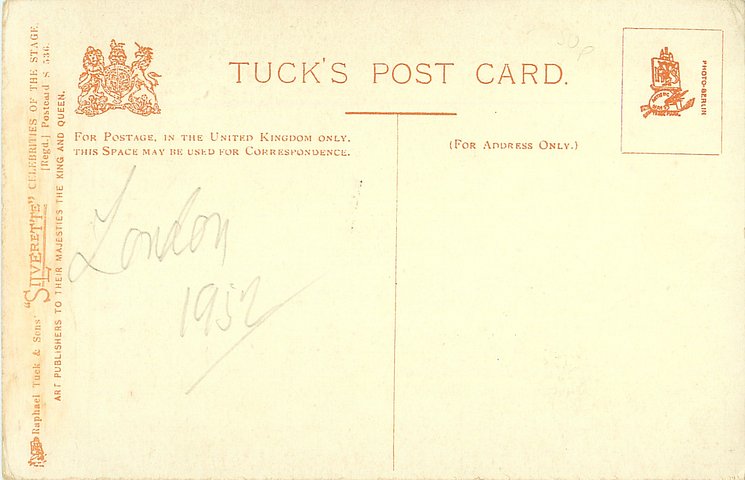 TUCK'S POST CARD.
FOR POSTAGE, IN THE UNITED KINGDOM ONLY,
THIS SPACE MAY BE USED FOR CORRESPONDENCE.
(FOR ADDRESS ONLY.)
PHOTO-BERLIN
London
1952
Raphael Tuck & Sons' "SILVERETTE" CELEBRITIES OF THE STAGE.
[Regd.] Postcard S 536.
ART PUBLISHERS TO THEIR MAJESTIES THE KING AND QUEEN.